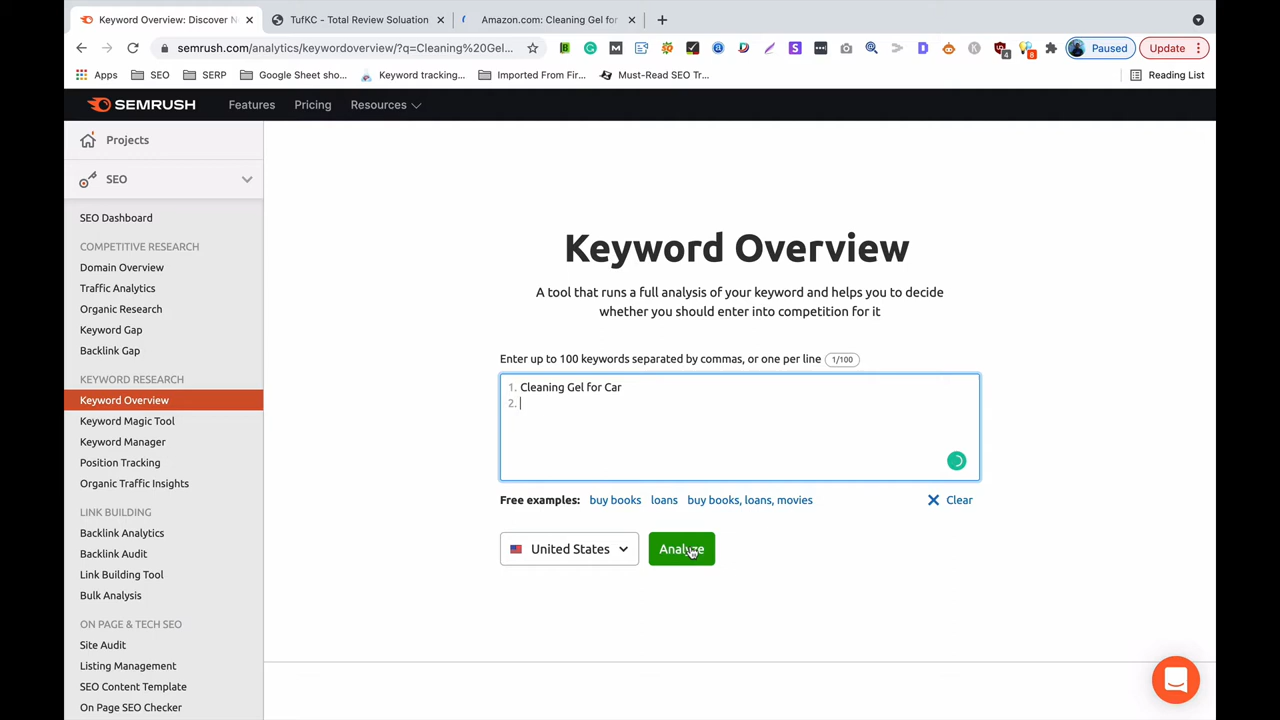 Keyword Overview: Discover N
TufKC - Total Review Soluation
Amazon.com: Cleaning Gel for
semrush.com/analytics/keywordoverview/?q=Cleaning%20Gel...
Paused
Update
Apps
SEO
SERP
Google Sheet sho...
Keyword tracking...
Imported From Fir...
Must-Read SEO Tr...
Reading List
SEMRUSH
Features
Pricing
Resources
Projects
SEO
SEO Dashboard
COMPETITIVE RESEARCH
Domain Overview
Traffic Analytics
Organic Research
Keyword Gap
Backlink Gap
KEYWORD RESEARCH
Keyword Overview
Keyword Magic Tool
Keyword Manager
Position Tracking
Organic Traffic Insights
LINK BUILDING
Backlink Analytics
Backlink Audit
Link Building Tool
Bulk Analysis
ON PAGE & TECH SEO
Site Audit
Listing Management
SEO Content Template
On Page SEO Checker
Keyword Overview
A tool that runs a full analysis of your keyword and helps you to decide
whether you should enter into competition for it
Enter up to 100 keywords separated by commas, or one per line 1/100
1. Cleaning Gel for Car
2.
Free examples: buy books loans buy books, loans, movies
Clear
United States
Analyze